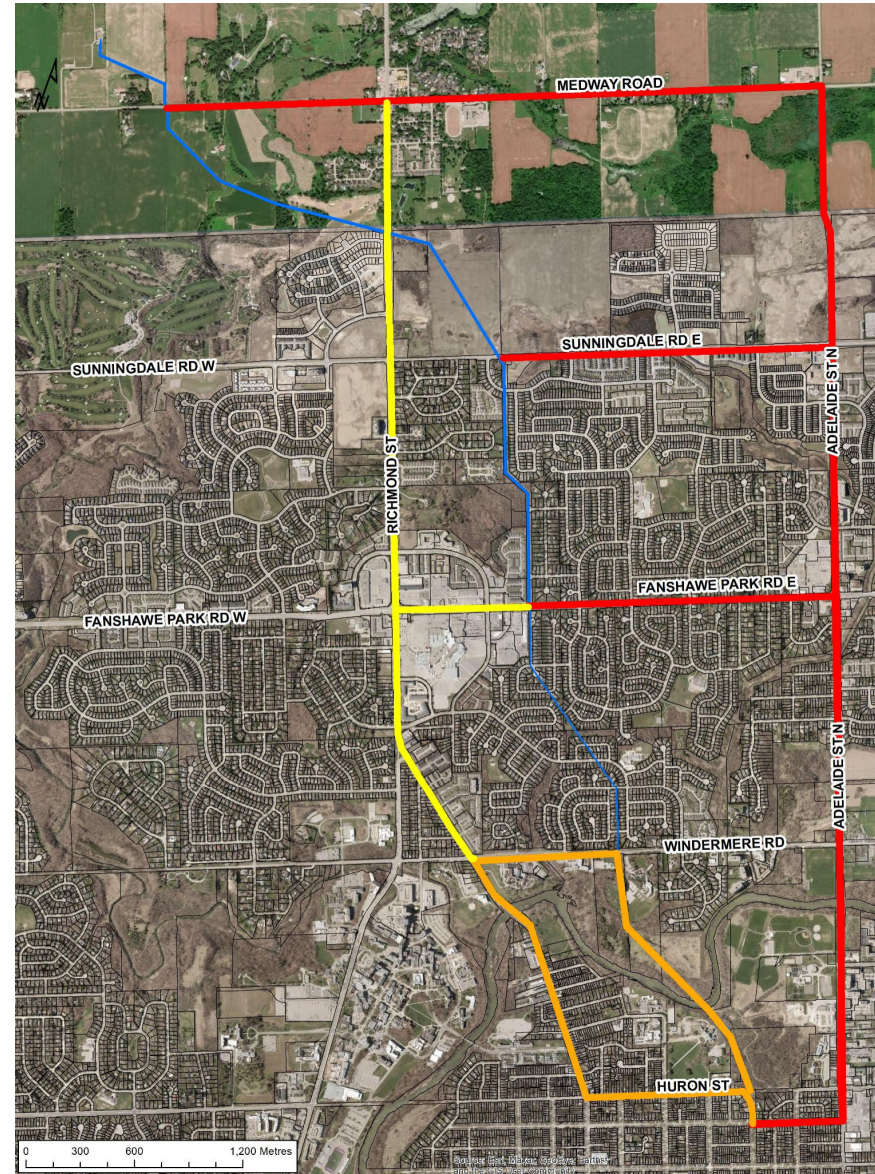 MEDWAY ROAD
SUNNINGDALE RD E
SUNNINGDALE RD W
ADELAIDE ST N
RICHMOND ST
FANSHAWE PARK RD E
FANSHAWE PARK RD W
ADELAIDE ST N
WINDERMERE RD
HURON ST
0 300 600 1,200 Metres